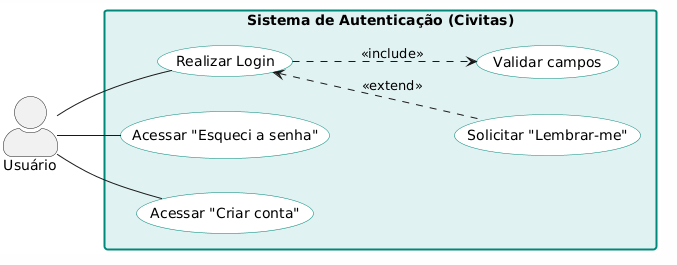 Sistema de Autenticação (Civitas)
Realizar Login
«include»
Validar campos
«extend»
Acessar "Esqueci a senha"
Solicitar "Lembrar-me"
Usuário
Acessar "Criar conta"